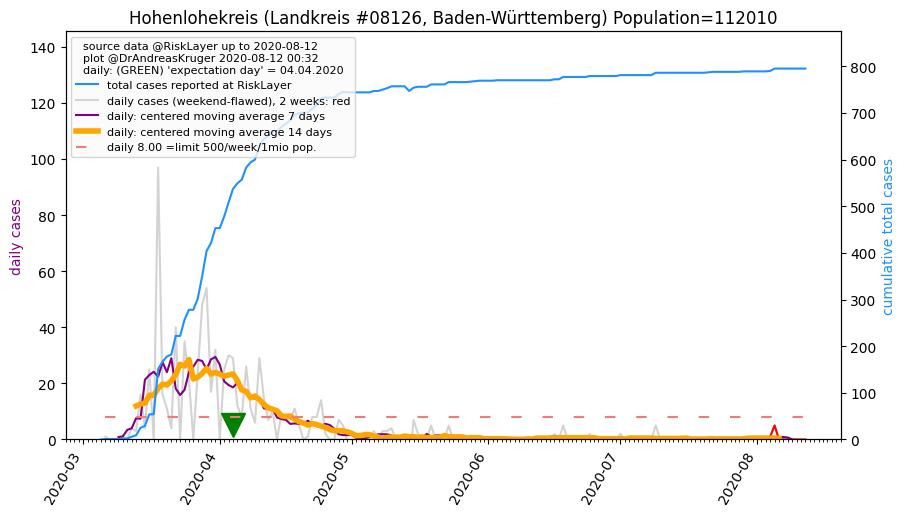 Hohenlohekreis (Landkreis #08126, Baden-Württemberg) Population=112010
source data @RiskLayer up to 2020-08-12
plot @DrAndreasKruger 2020-08-12 00:32
daily: (GREEN) 'expectation day' = 04.04.2020
total cases reported at RiskLayer
daily cases (weekend-flawed), 2 weeks: red
daily: centered moving average 7 days
daily: centered moving average 14 days
daily 8.00 =limit 500/week/1mio pop.
daily cases
140
120
100
80
60
40
20
0
cumulative total cases
800
700
600
500
400
300
200
100
0
2020-03
2020-04
2020-05
2020-06
2020-07
2020-08